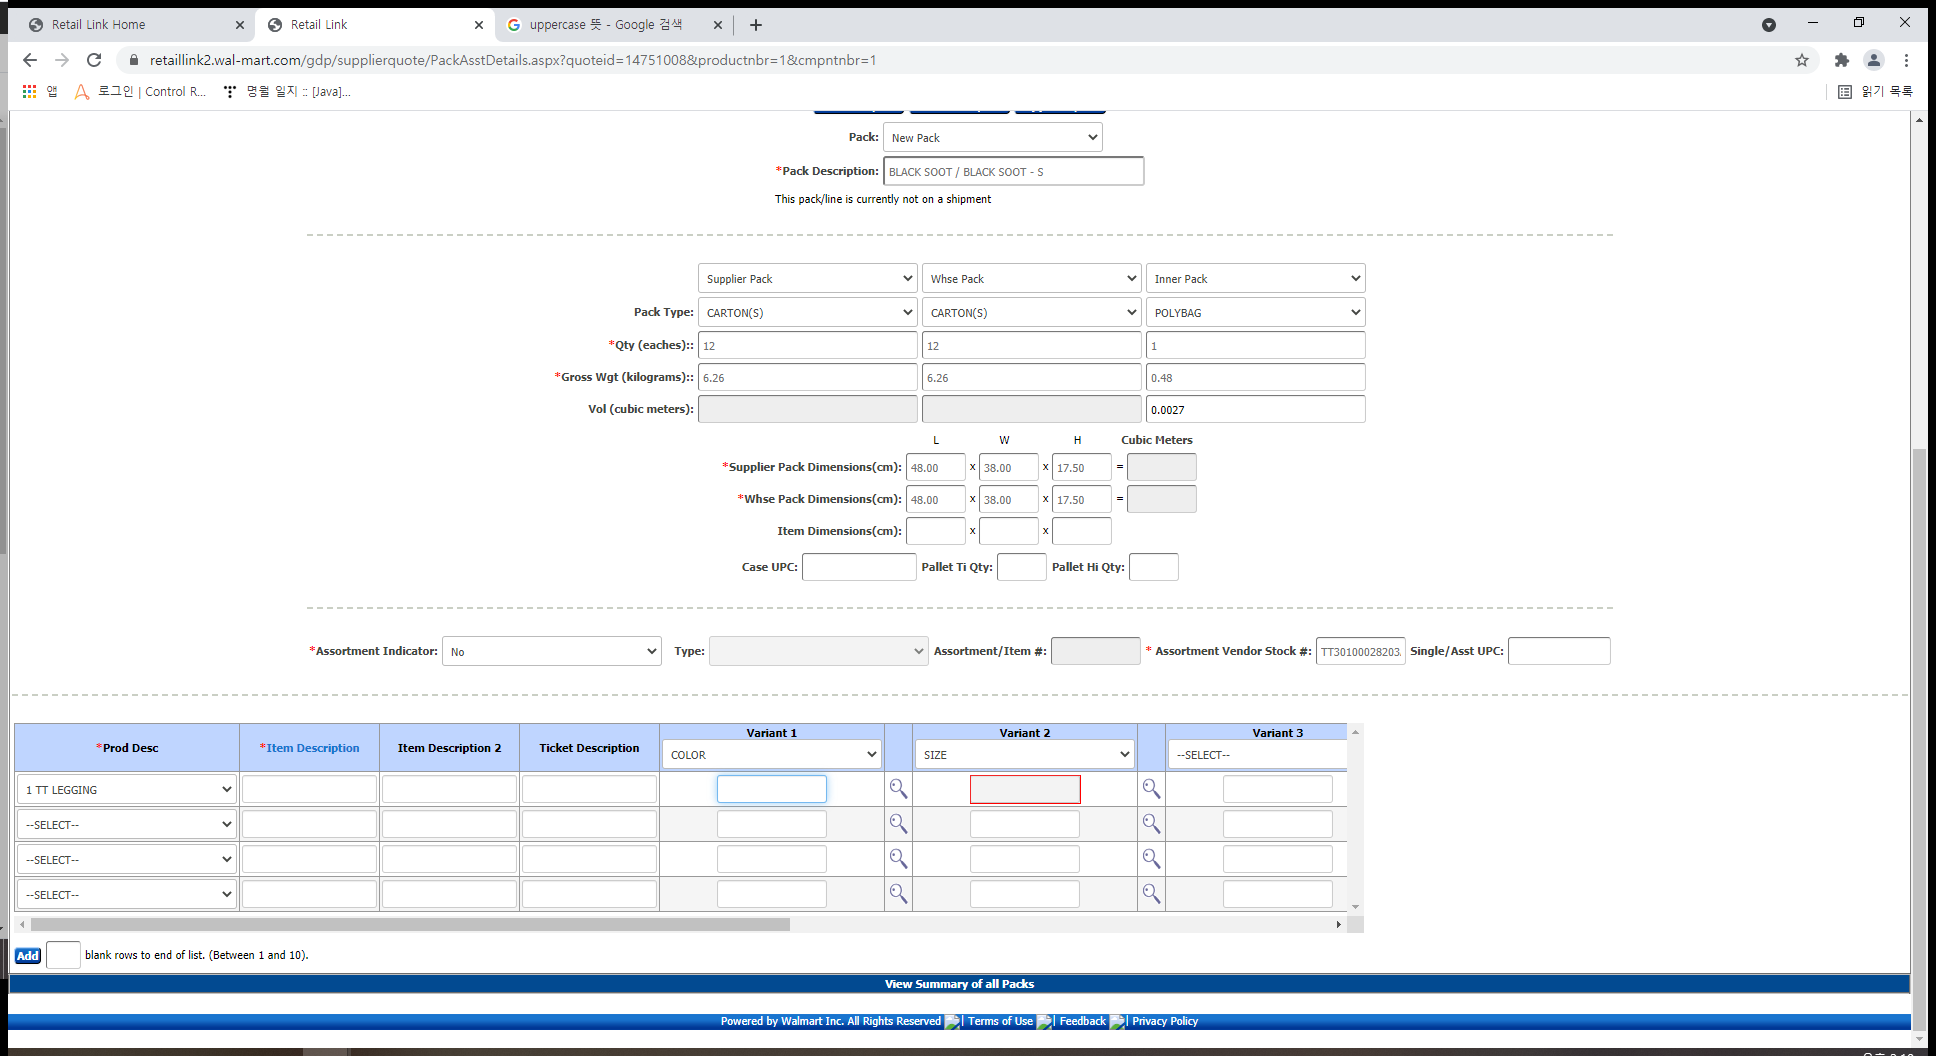 Retail Link Home
Retail Link
uppercase 뜻 - Google 검색
retaillink2.wal-mart.com/gdp/supplierquote/PackAsstDetails.aspx?quoteid=14751008&productnbr=1&cmpntnbr=1
앱 로그인 | Control R... 명월 일지 :: [Java]... 읽기 목록
Pack: New Pack
*Pack Description: BLACK SOOT / BLACK SOOT - S
This pack/line is currently not on a shipment
Supplier Pack Whse Pack Inner Pack
Pack Type: CARTON(S) CARTON(S) POLYBAG
*Qty (eaches):: 12 12 1
*Gross Wgt (kilograms):: 6.26 6.26 0.48
Vol (cubic meters): 0.0027
L W H Cubic Meters
*Supplier Pack Dimensions(cm): 48.00 x 38.00 x 17.50 =
*Whse Pack Dimensions(cm): 48.00 x 38.00 x 17.50 =
Item Dimensions(cm): x x
Case UPC: Pallet Ti Qty: Pallet Hi Qty:
*Assortment Indicator: No Type: Assortment/Item #: * Assortment Vendor Stock #: TT30100028203 Single/Asst UPC:
*Prod Desc *Item Description Item Description 2 Ticket Description Variant 1 Variant 2 Variant 3
COLOR SIZE --SELECT--
1 TT LEGGING
--SELECT--
--SELECT--
--SELECT--
Add blank rows to end of list. (Between 1 and 10).
View Summary of all Packs
Powered by Walmart Inc. All Rights Reserved | Terms of Use | Feedback | Privacy Policy